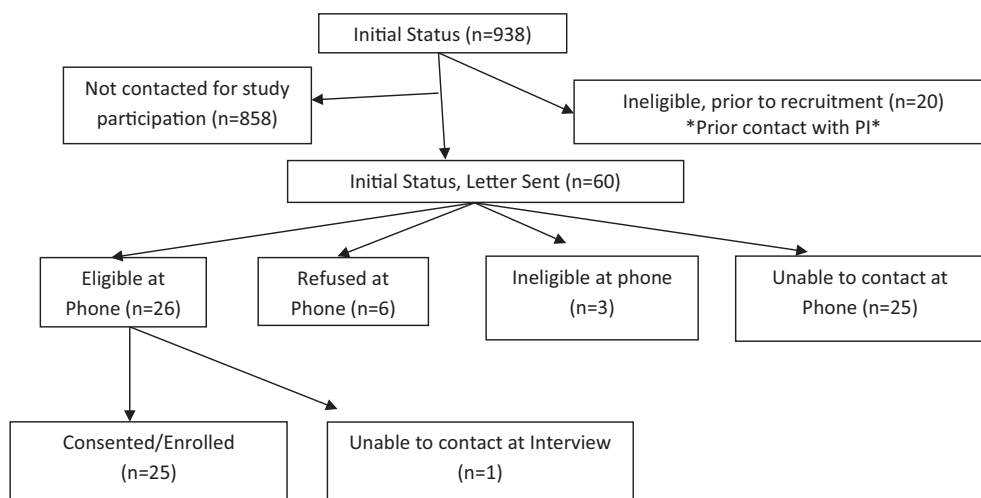 Initial Status (n=938)
Not contacted for study
participation (n=858)
Ineligible, prior to recruitment (n=20)
*Prior contact with PI*
Initial Status, Letter Sent (n=60)
Eligible at
Phone (n=26)
Refused at
Phone (n=6)
Ineligible at phone
(n=3)
Unable to contact at
Phone (n=25)
Consented/Enrolled
(n=25)
Unable to contact at Interview
(n=1)